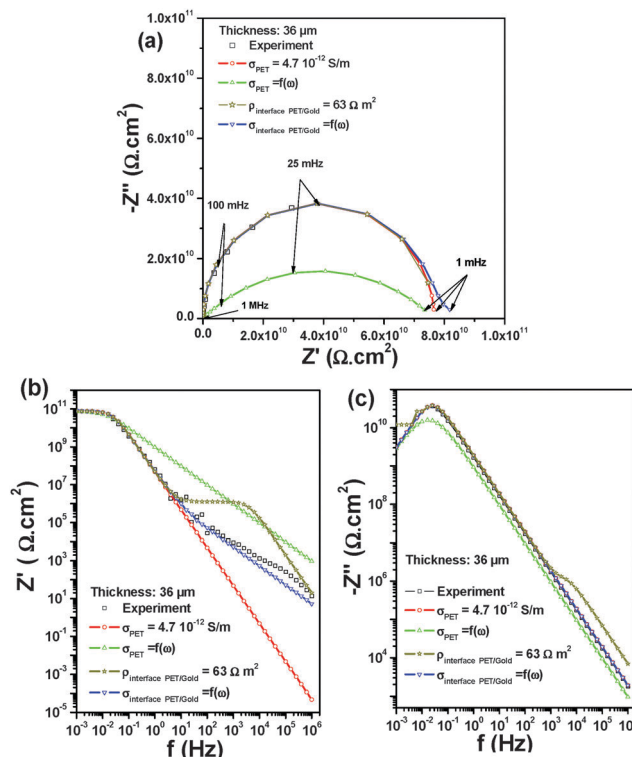 (a)
1.0x10¹¹
8.0x10¹⁰
6.0x10¹⁰
4.0x10¹⁰
2.0x10¹⁰
0.0
-Z'' (Ω.cm²)
Thickness: 36 µm
Experiment
σPET = 4.7 10⁻¹² S/m
σPET =f(ω)
ρinterface PET/Gold = 63 Ω m²
σinterface PET/Gold =f(ω)
25 mHz
100 mHz
1 MHz
1 mHz
0.0 2.0x10¹⁰ 4.0x10¹⁰ 6.0x10¹⁰ 8.0x10¹⁰ 1.0x10¹¹
Z' (Ω.cm²)
(b)
10¹¹
10⁹
10⁷
10⁵
10³
10¹
10⁻¹
10⁻³
10⁻⁵
Z' ( Ω.cm²)
Thickness: 36 µm
Experiment
σPET = 4.7 10⁻¹² S/m
σPET =f(ω)
ρinterface PET/Gold = 63 Ω m²
σinterface PET/Gold =f(ω)
10⁻³ 10⁻² 10⁻¹ 10⁰ 10¹ 10² 10³ 10⁴ 10⁵ 10⁶
f (Hz)
(c)
10¹⁰
10⁸
10⁶
10⁴
-Z'' (Ω.cm²)
Thickness: 36 µm
Experiment
σPET = 4.7 10⁻¹² S/m
σPET =f(ω)
ρinterface PET/Gold = 63 Ω m²
σinterface PET/Gold =f(ω)
10⁻³ 10⁻² 10⁻¹ 10⁰ 10¹ 10² 10³ 10⁴ 10⁵ 10⁶
f (Hz)